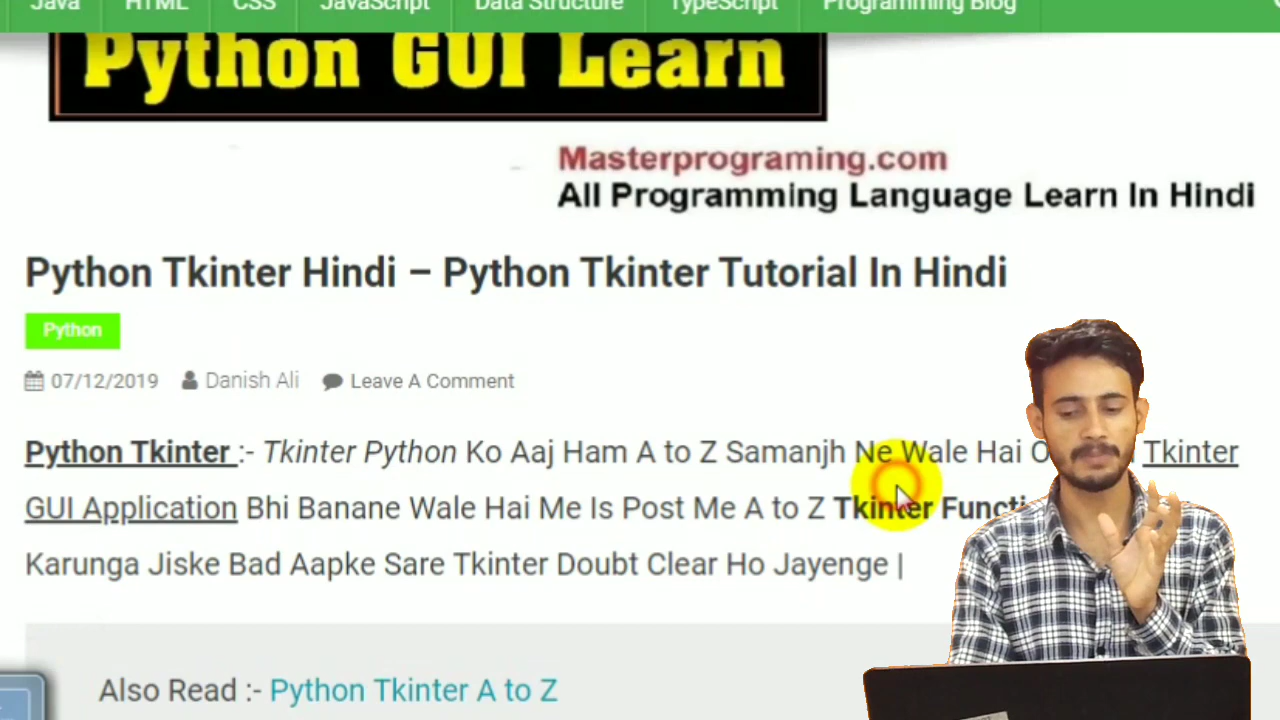 Java HTML CSS JavaScript Data Structure TypeScript Programming Blog
Python GUI Learn
Masterprograming.com
All Programming Language Learn In Hindi
Python Tkinter Hindi – Python Tkinter Tutorial In Hindi
Python
07/12/2019 Danish Ali Leave A Comment
Python Tkinter :- Tkinter Python Ko Aaj Ham A to Z Samanjh Ne Wale Hai Tkinter
GUI Application Bhi Banane Wale Hai Me Is Post Me A to Z Tkinter
Karunga Jiske Bad Aapke Sare Tkinter Doubt Clear Ho Jayenge |
Also Read :- Python Tkinter A to Z